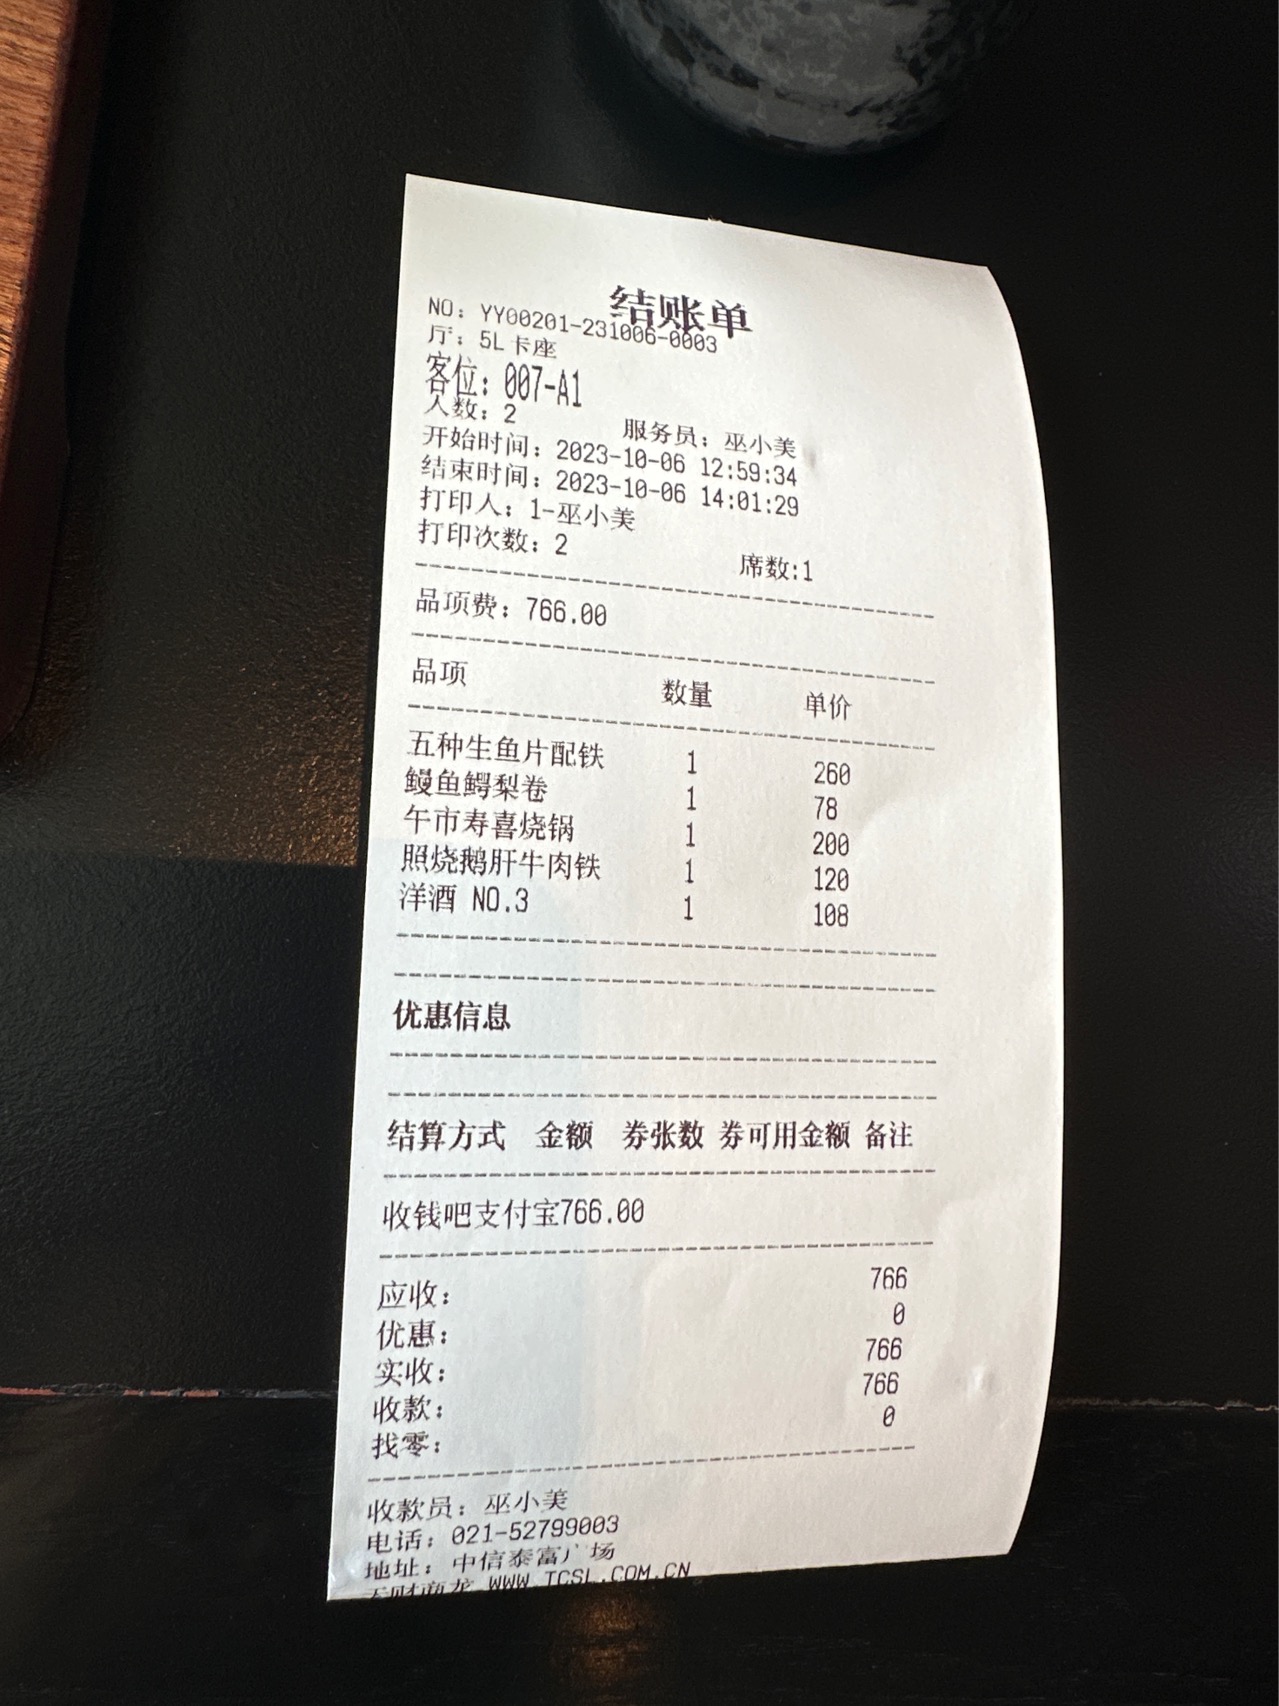 结账单
NO: YY00201-231006-0003
厅: 5L卡座
客位: 007-A1
人数: 2 服务员: 巫小美
开始时间: 2023-10-06 12:59:34
结束时间: 2023-10-06 14:01:29
打印人: 1-巫小美
打印次数: 2 席数:1
品项费: 766.00
品项 数量 单价
五种生鱼片配铁 1 260
鳗鱼鳄梨卷 1 78
午市寿喜烧锅 1 200
照烧鹅肝牛肉铁 1 120
洋酒 NO.3 1 108
优惠信息
结算方式 金额 券张数 券可用金额 备注
收钱吧支付宝766.00
应收: 766
优惠: 0
实收: 766
收款: 766
找零: 0
收款员: 巫小美
电话: 021-52799003
地址: 中信泰富广场
天财商龙 WWW.TCSL.COM.CN